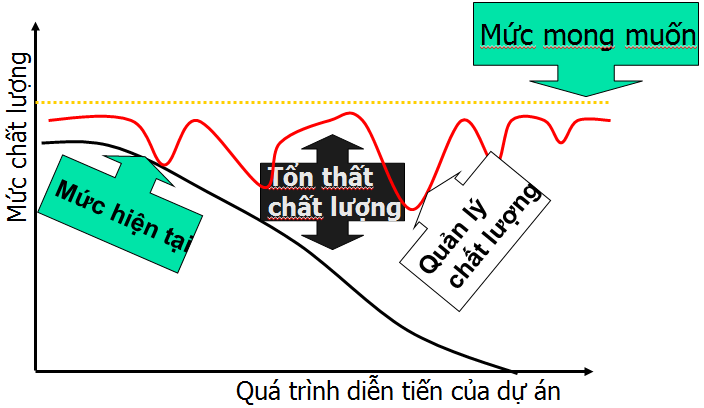 Mức mong muốn
Mức chất lượng
Tổn thất
chất lượng
Mức hiện tại
Quản lý
chất lượng
Quá trình diễn tiến của dự án